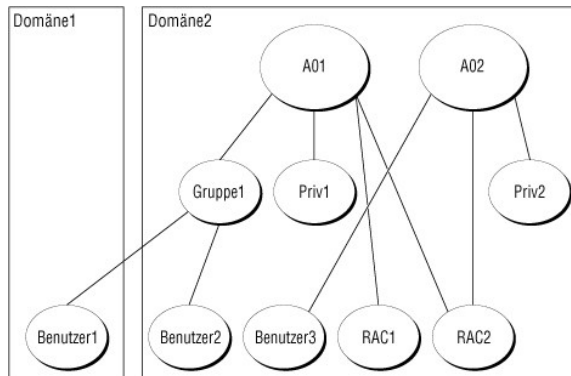 Domäne1
Domäne2
A01
A02
Gruppe1
Priv1
Priv2
Benutzer1
Benutzer2
Benutzer3
RAC1
RAC2